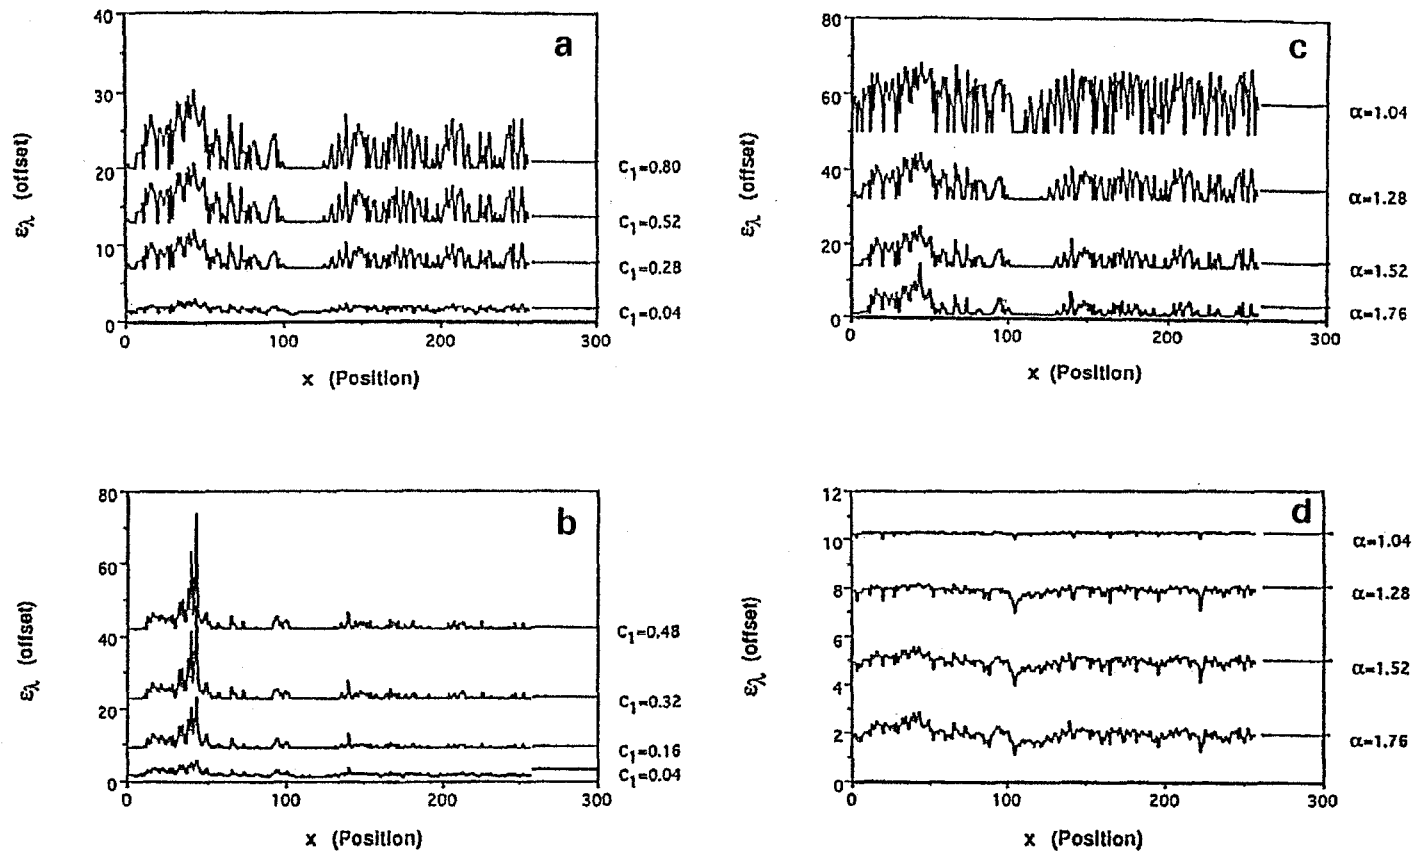 a
40
30
20
10
0
ελ (offset)
C1=0.80
C1=0.52
C1=0.28
C1=0.04
0 100 200 300
x (Position)
c
80
60
40
20
0
ελ (offset)
α=1.04
α=1.28
α=1.52
α=1.76
0 100 200 300
x (Position)
b
80
60
40
20
0
ελ (offset)
C1=0.48
C1=0.32
C1=0.16
C1=0.04
0 100 200 300
x (Position)
d
12
10
8
6
4
2
0
ελ (offset)
α=1.04
α=1.28
α=1.52
α=1.76
0 100 200 300
x (Position)